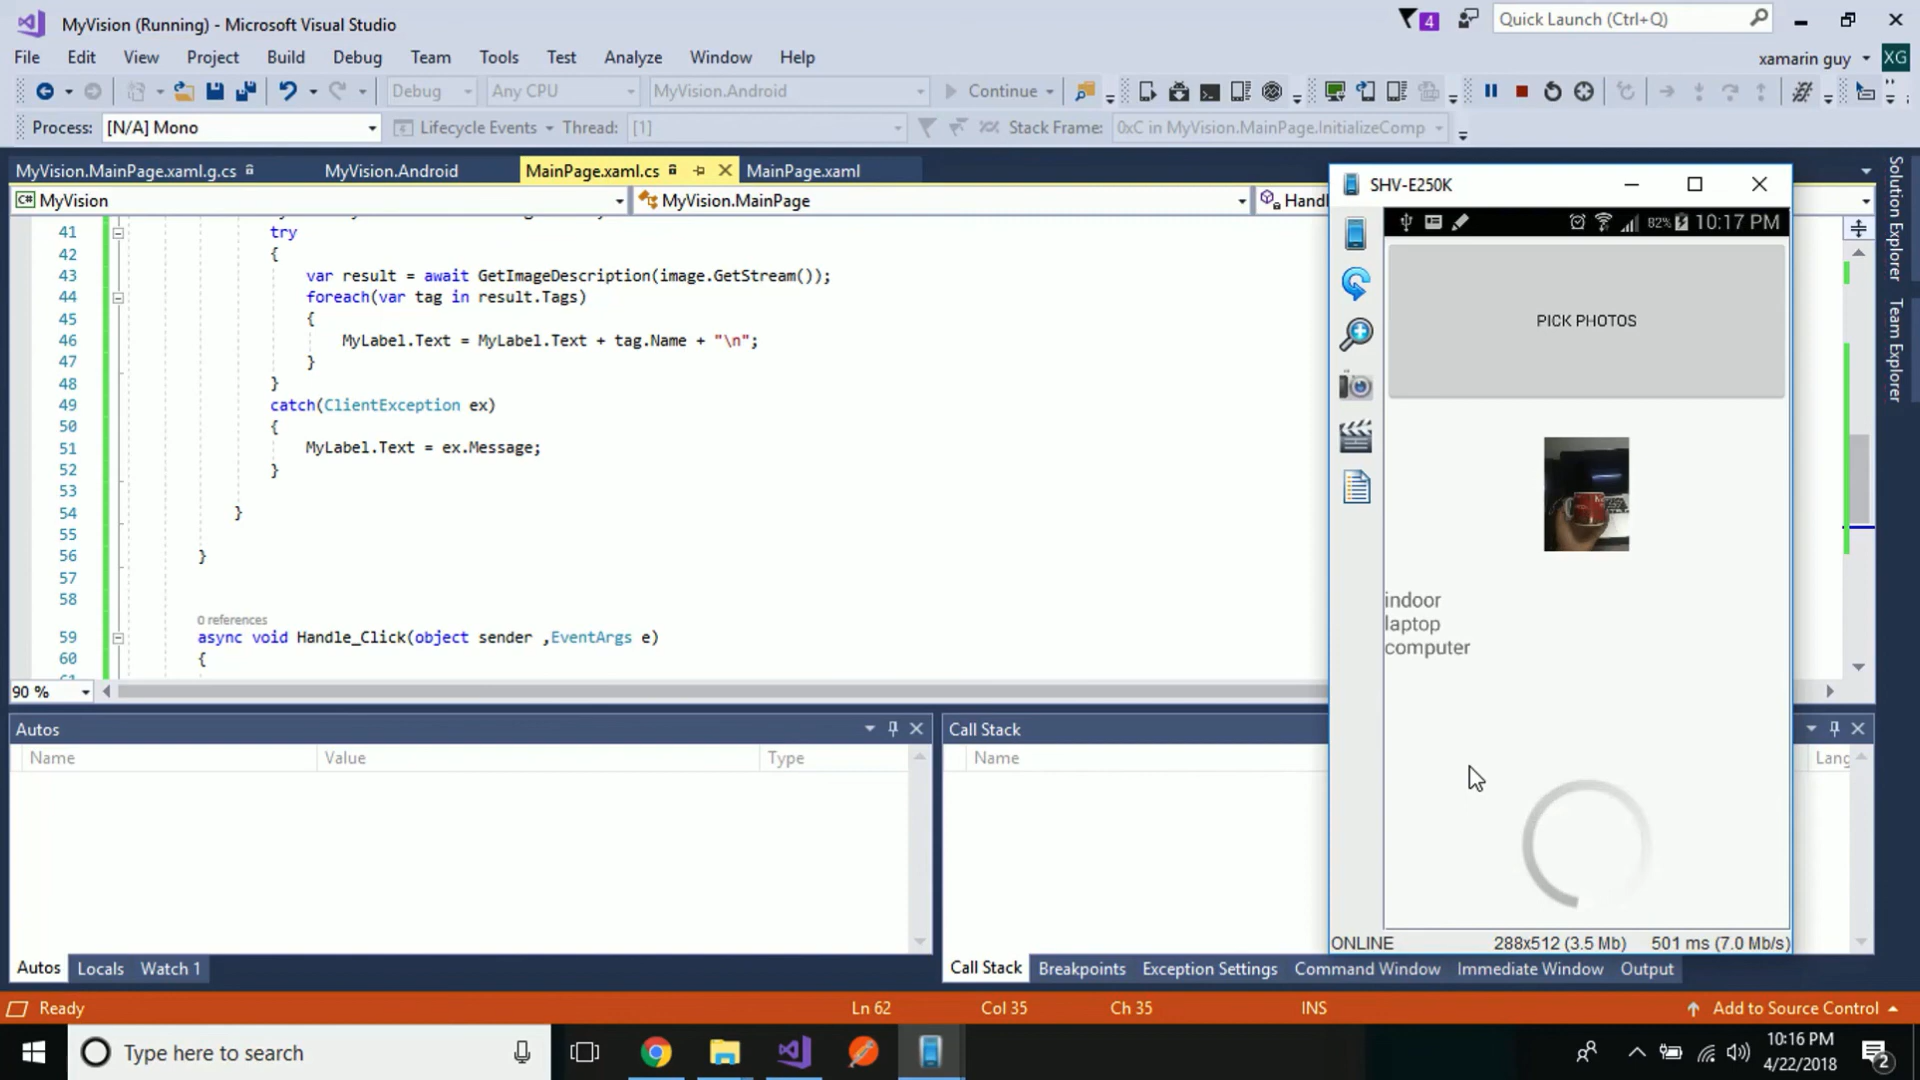 MyVision (Running) - Microsoft Visual Studio
4
Quick Launch (Ctrl+Q)
File Edit View Project Build Debug Team Tools Test Analyze Window Help
xamarin guy XG
Debug Any CPU MyVision.Android Continue
Process: [N/A] Mono Lifecycle Events Thread: [1] Stack Frame: 0xC in MyVision.MainPage.InitializeComp
MyVision.MainPage.xaml.g.cs MyVision.Android MainPage.xaml.cs MainPage.xaml
C# MyVision MyVision.MainPage Handl
41 try
42 {
43 var result = await GetImageDescription(image.GetStream());
44 foreach(var tag in result.Tags)
45 {
46 MyLabel.Text = MyLabel.Text + tag.Name + "\n";
47 }
48 }
49 catch(ClientException ex)
50 {
51 MyLabel.Text = ex.Message;
52 }
53
54 }
55
56 }
57
58
0 references
59 async void Handle_Click(object sender ,EventArgs e)
60 {
90 %
SHV-E250K
82% 10:17 PM
PICK PHOTOS
indoor
laptop
computer
ONLINE 288x512 (3.5 Mb) 501 ms (7.0 Mb/s)
Solution Explorer
Team Explorer
Autos
Name Value Type
Autos Locals Watch 1
Call Stack
Name Lang
Call Stack Breakpoints Exception Settings Command Window Immediate Window Output
Ready Ln 62 Col 35 Ch 35 INS Add to Source Control
Type here to search
10:16 PM
4/22/2018
2